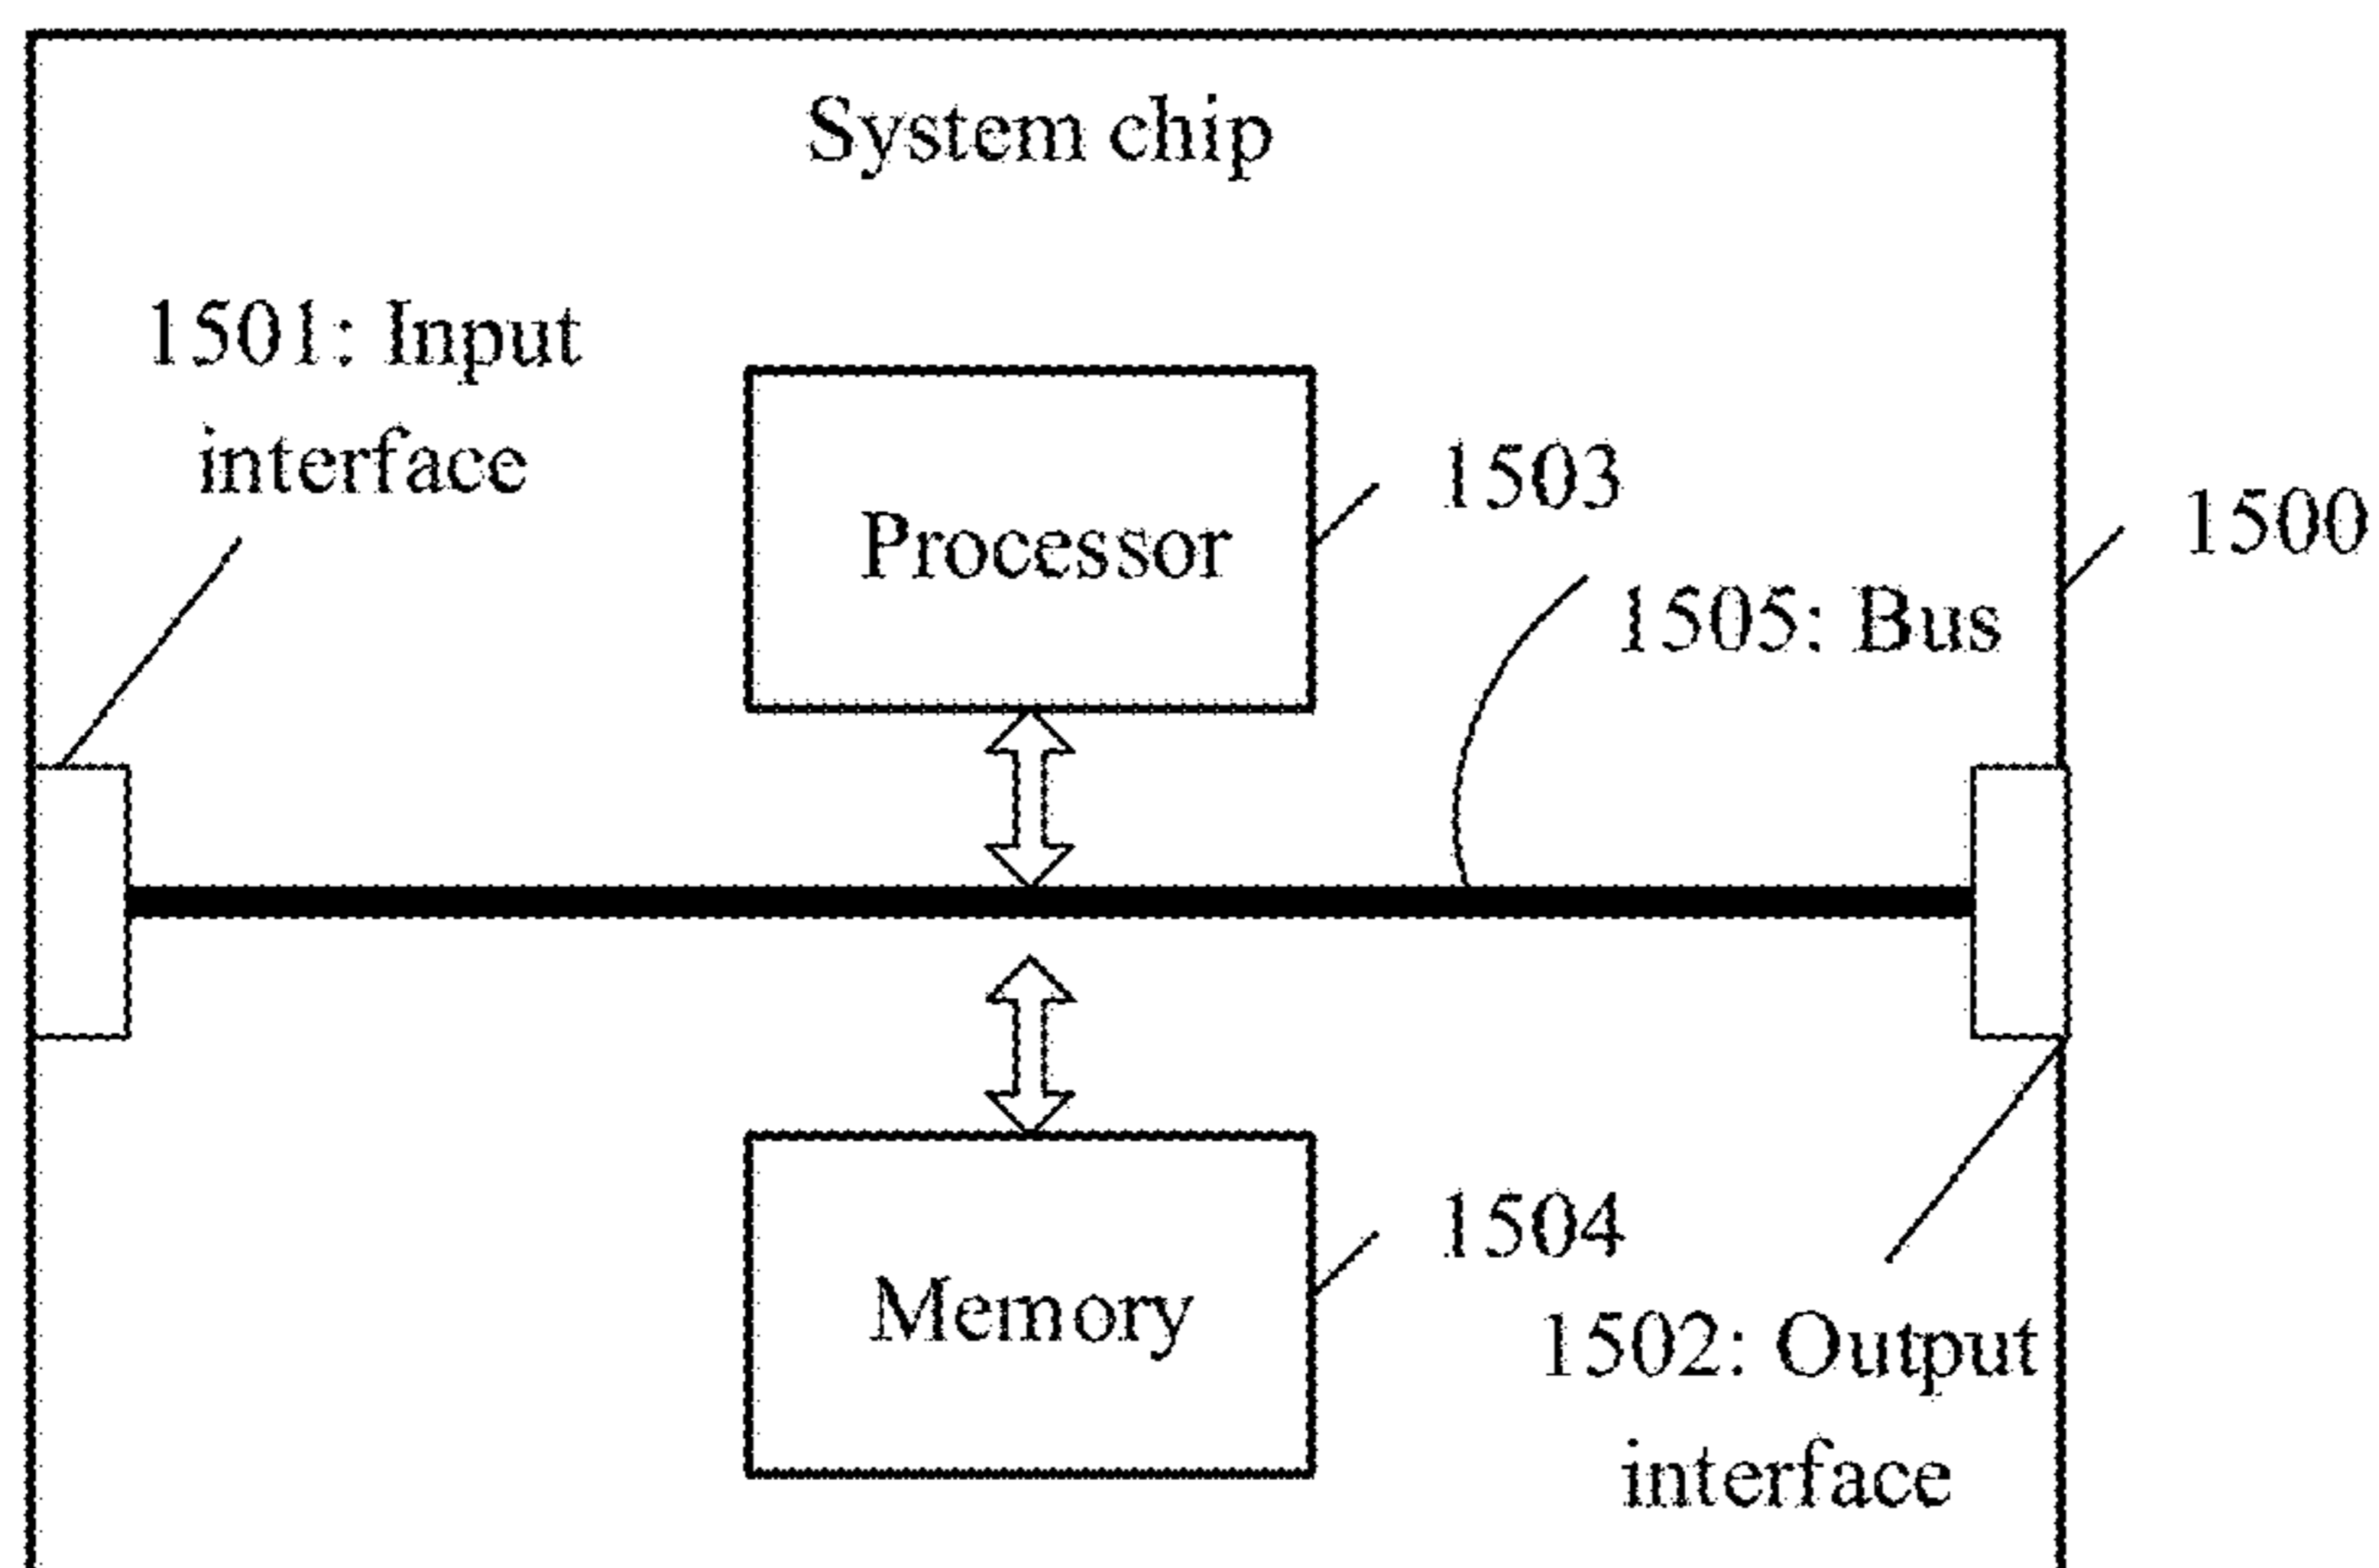 System chip
1501: Input
interface
Processor
1503
1500
1505: Bus
Memory
1504
1502: Output
interface